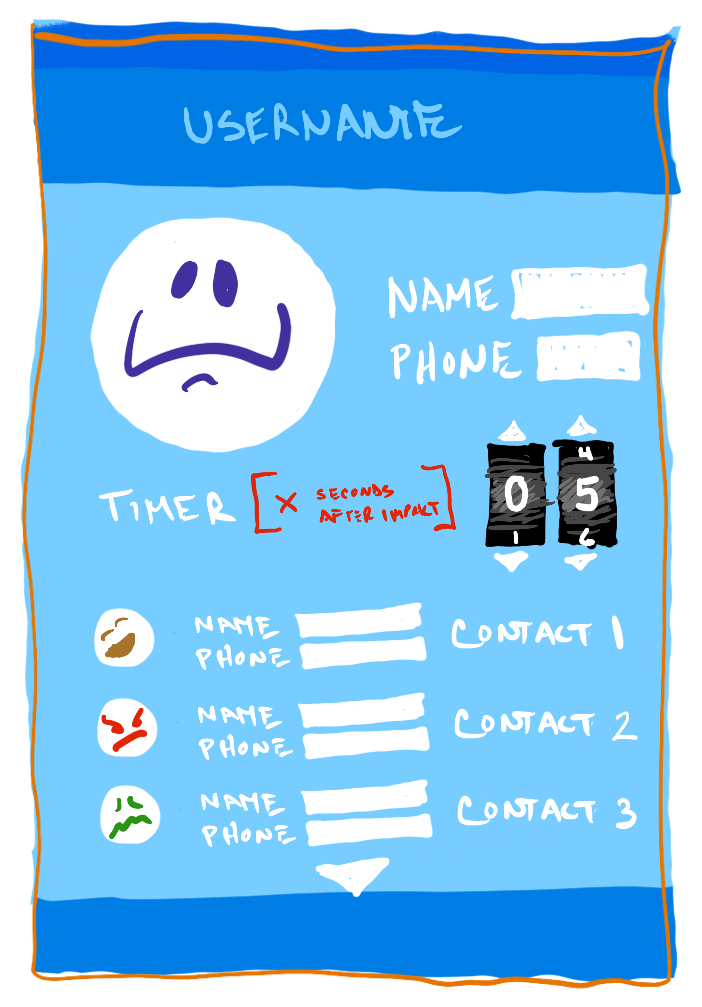 USERNAME
NAME
PHONE
4
TIMER [X SECONDS AFTER IMPACT] 0 5
1 6
NAME
PHONE
CONTACT 1
NAME
PHONE
CONTACT 2
NAME
PHONE
CONTACT 3